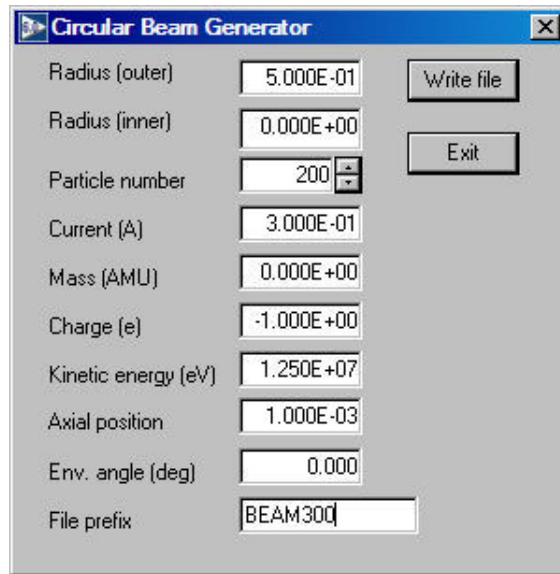 Circular Beam Generator
Radius (outer) 5.000E-01 Write file
Radius (inner) 0.000E+00
Exit
Particle number 200
Current (A) 3.000E-01
Mass (AMU) 0.000E+00
Charge (e) -1.000E+00
Kinetic energy (eV) 1.250E+07
Axial position 1.000E-03
Env. angle (deg) 0.000
File prefix BEAM300